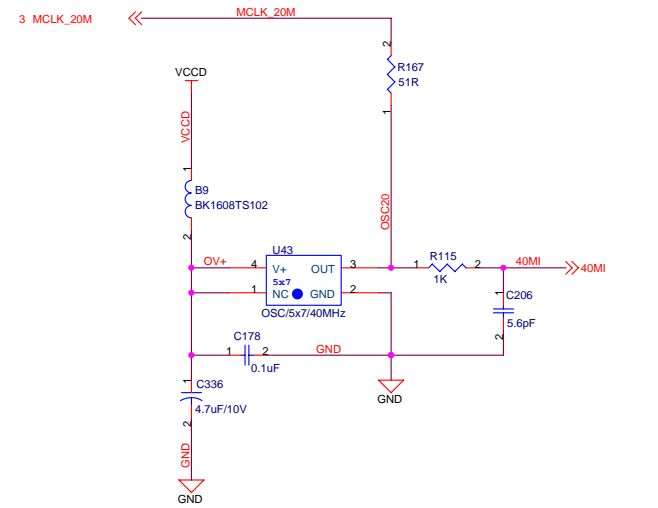 3 MCLK_20M
MCLK_20M
2
R167
51R
1
VCCD
VCCD
1
B9
BK1608TS102
2
OSC20
U43
OV+
4
V+
OUT
3
5x7
1
NC
GND
2
OSC/5x7/40MHz
R115
1
2
1K
40MI
40MI
1
C206
5.6pF
2
C178
1
2
0.1uF
GND
GND
1
C336
4.7uF/10V
2
GND
GND